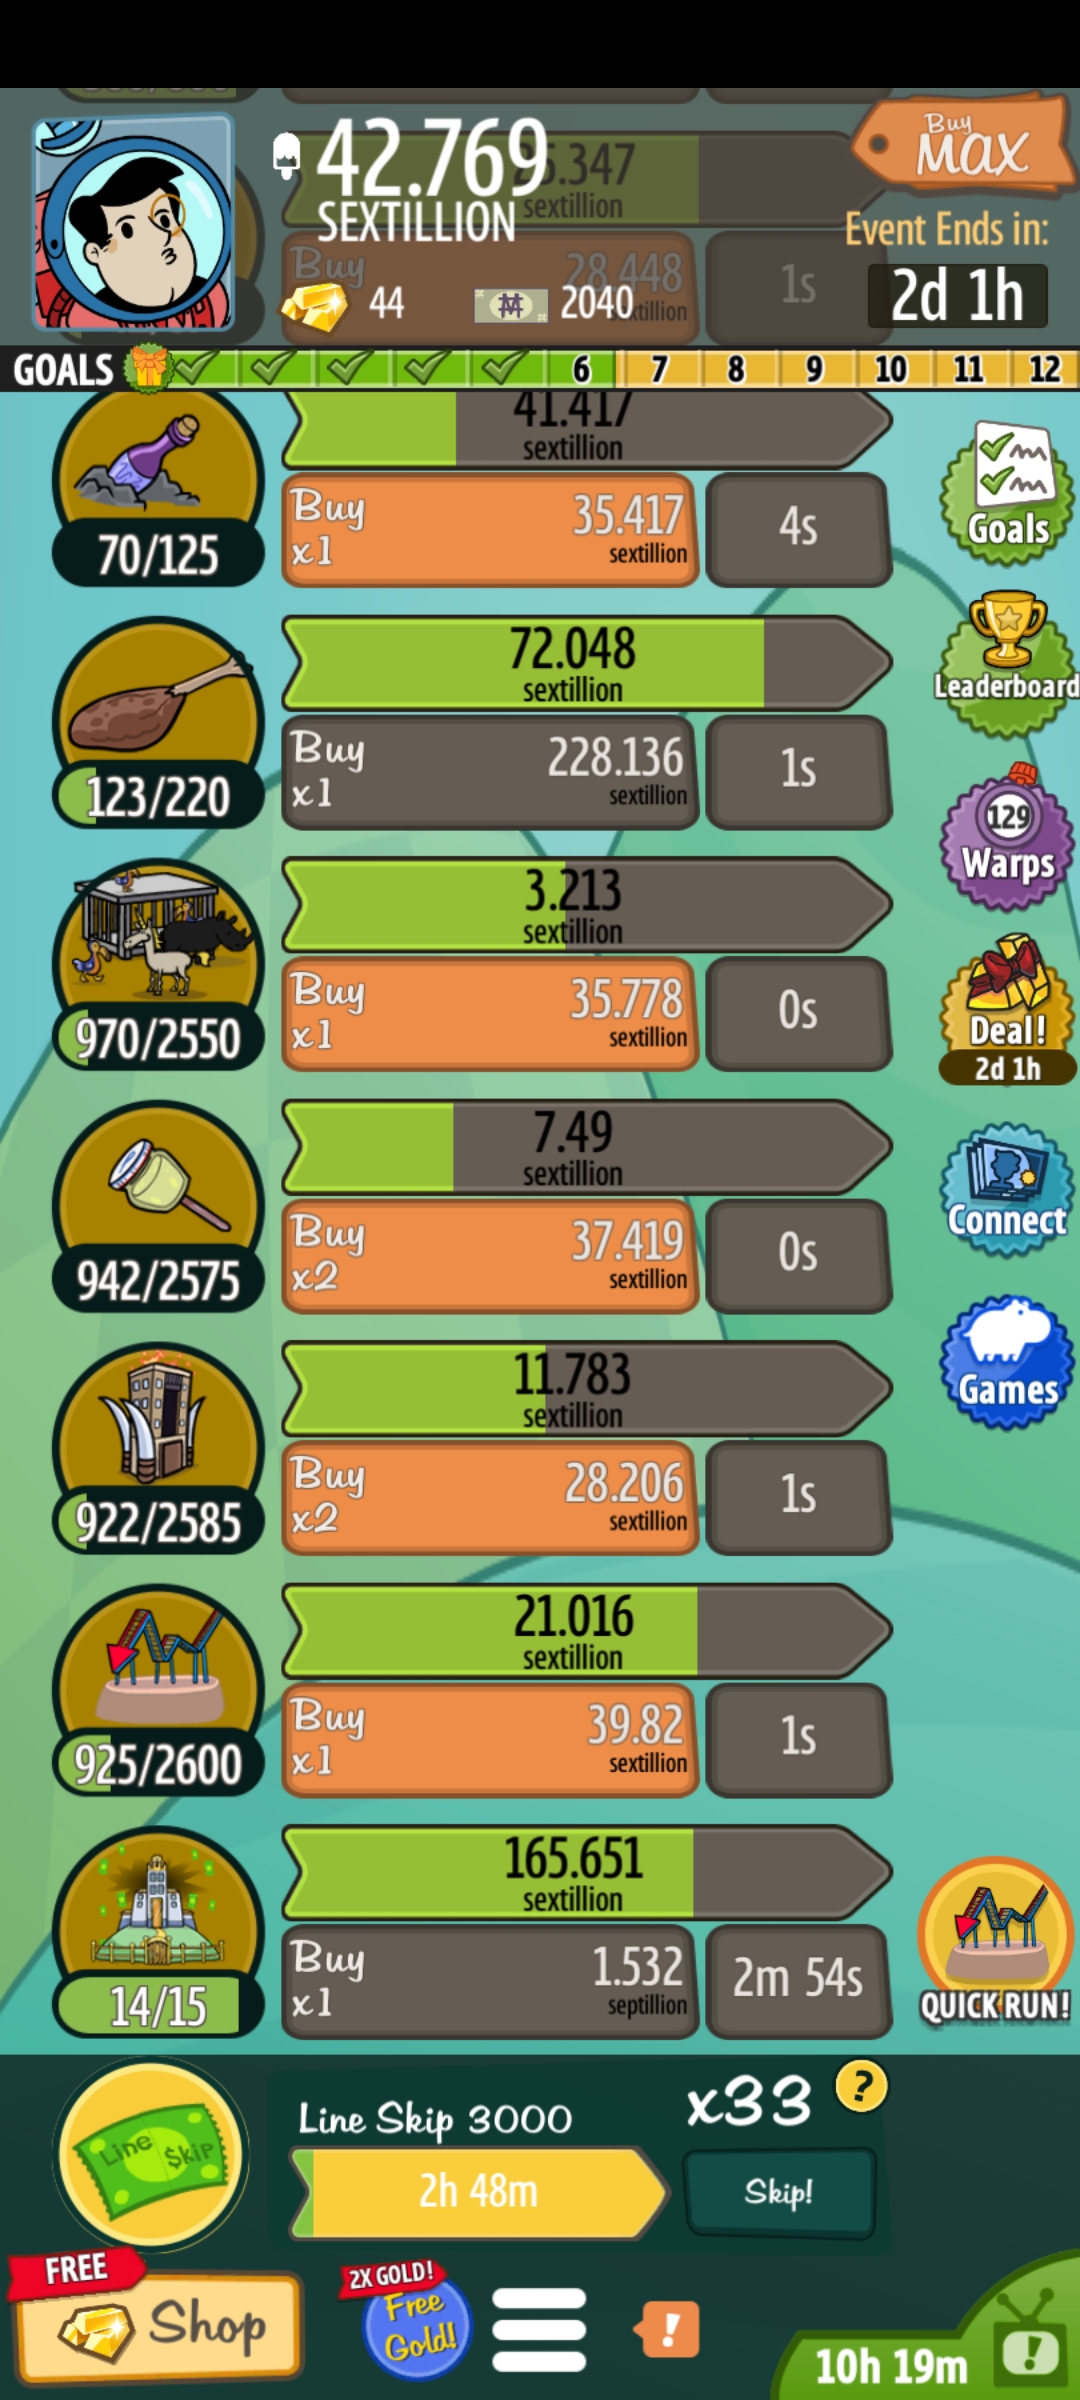 42.769
SEXTILLION
25.347
sextillion
Buy
MAX
Event Ends in:
2d 1h
Buy
28.448
1s
44
2040
GOALS
6
7
8
9
10
11
12
41.417
sextillion
70/125
Buy
x1
35.417
sextillion
4s
Goals
72.048
sextillion
123/220
Buy
x1
228.136
sextillion
1s
Leaderboard
129
Warps
3.213
sextillion
970/2550
Buy
x1
35.778
sextillion
0s
Deal!
2d 1h
7.49
sextillion
942/2575
Buy
x2
37.419
sextillion
0s
Connect
Games
11.783
sextillion
922/2585
Buy
x2
28.206
sextillion
1s
21.016
sextillion
925/2600
Buy
x1
39.82
sextillion
1s
165.651
sextillion
14/15
Buy
x1
1.532
septillion
2m 54s
QUICK RUN!
Line Skip
Line Skip 3000
2h 48m
x33
?
Skip!
FREE
Shop
2X GOLD!
Free
Gold!
!
10h 19m
!